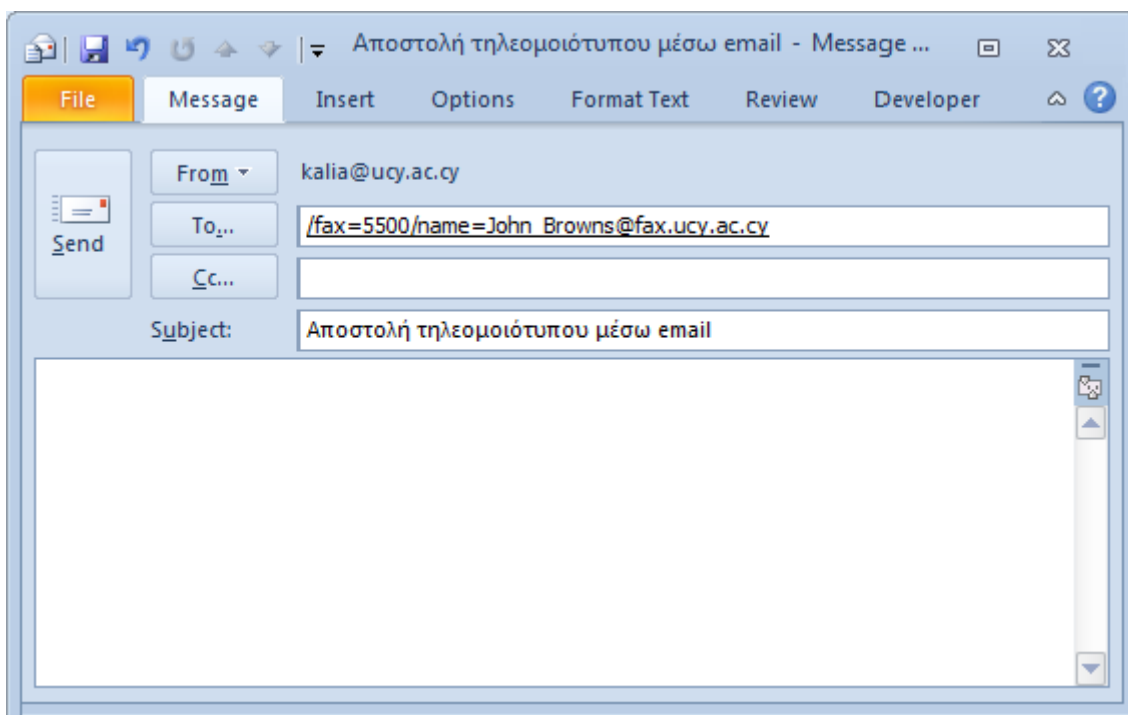 Αποστολή τηλεομοιότυπου μέσω email - Message ...
File Message Insert Options Format Text Review Developer
From kalia@ucy.ac.cy
Send To... /fax=5500/name=John_Browns@fax.ucy.ac.cy
Cc...
Subject: Αποστολή τηλεομοιότυπου μέσω email